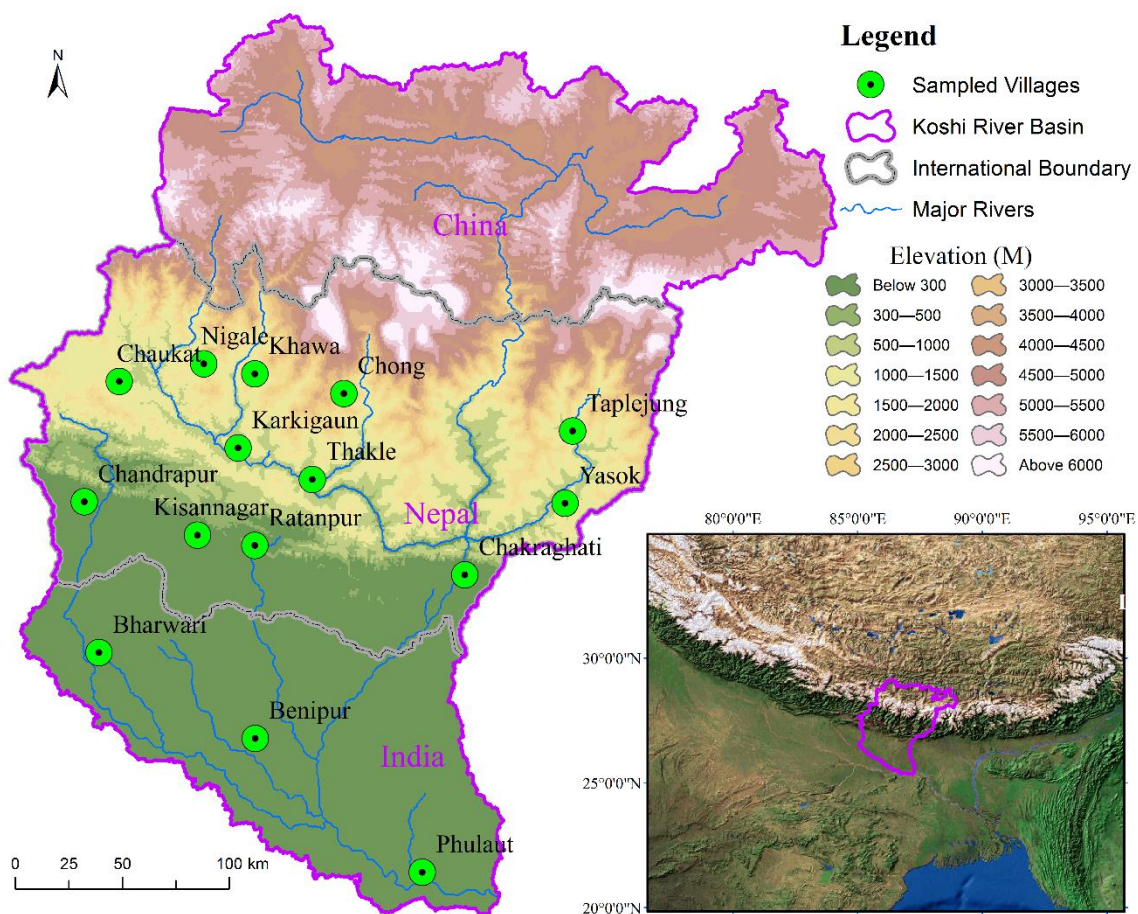 N
Legend
Sampled Villages
Koshi River Basin
International Boundary
Major Rivers
Elevation (M)
Below 300
300—500
500—1000
1000—1500
1500—2000
2000—2500
2500—3000
3000—3500
3500—4000
4000—4500
4500—5000
5000—5500
5500—6000
Above 6000
China
Nigale
Khawa
Chaukat
Chong
Taplejung
Karkigaun
Thakle
Yasok
Chandrapur
Kisannagar
Ratanpur
Nepal
Chakraghati
Bharwari
Benipur
India
Phulaut
0 25 50 100 km
80°0'0"E 85°0'0"E 90°0'0"E 95°0'0"E
30°0'0"N
25°0'0"N
20°0'0"N